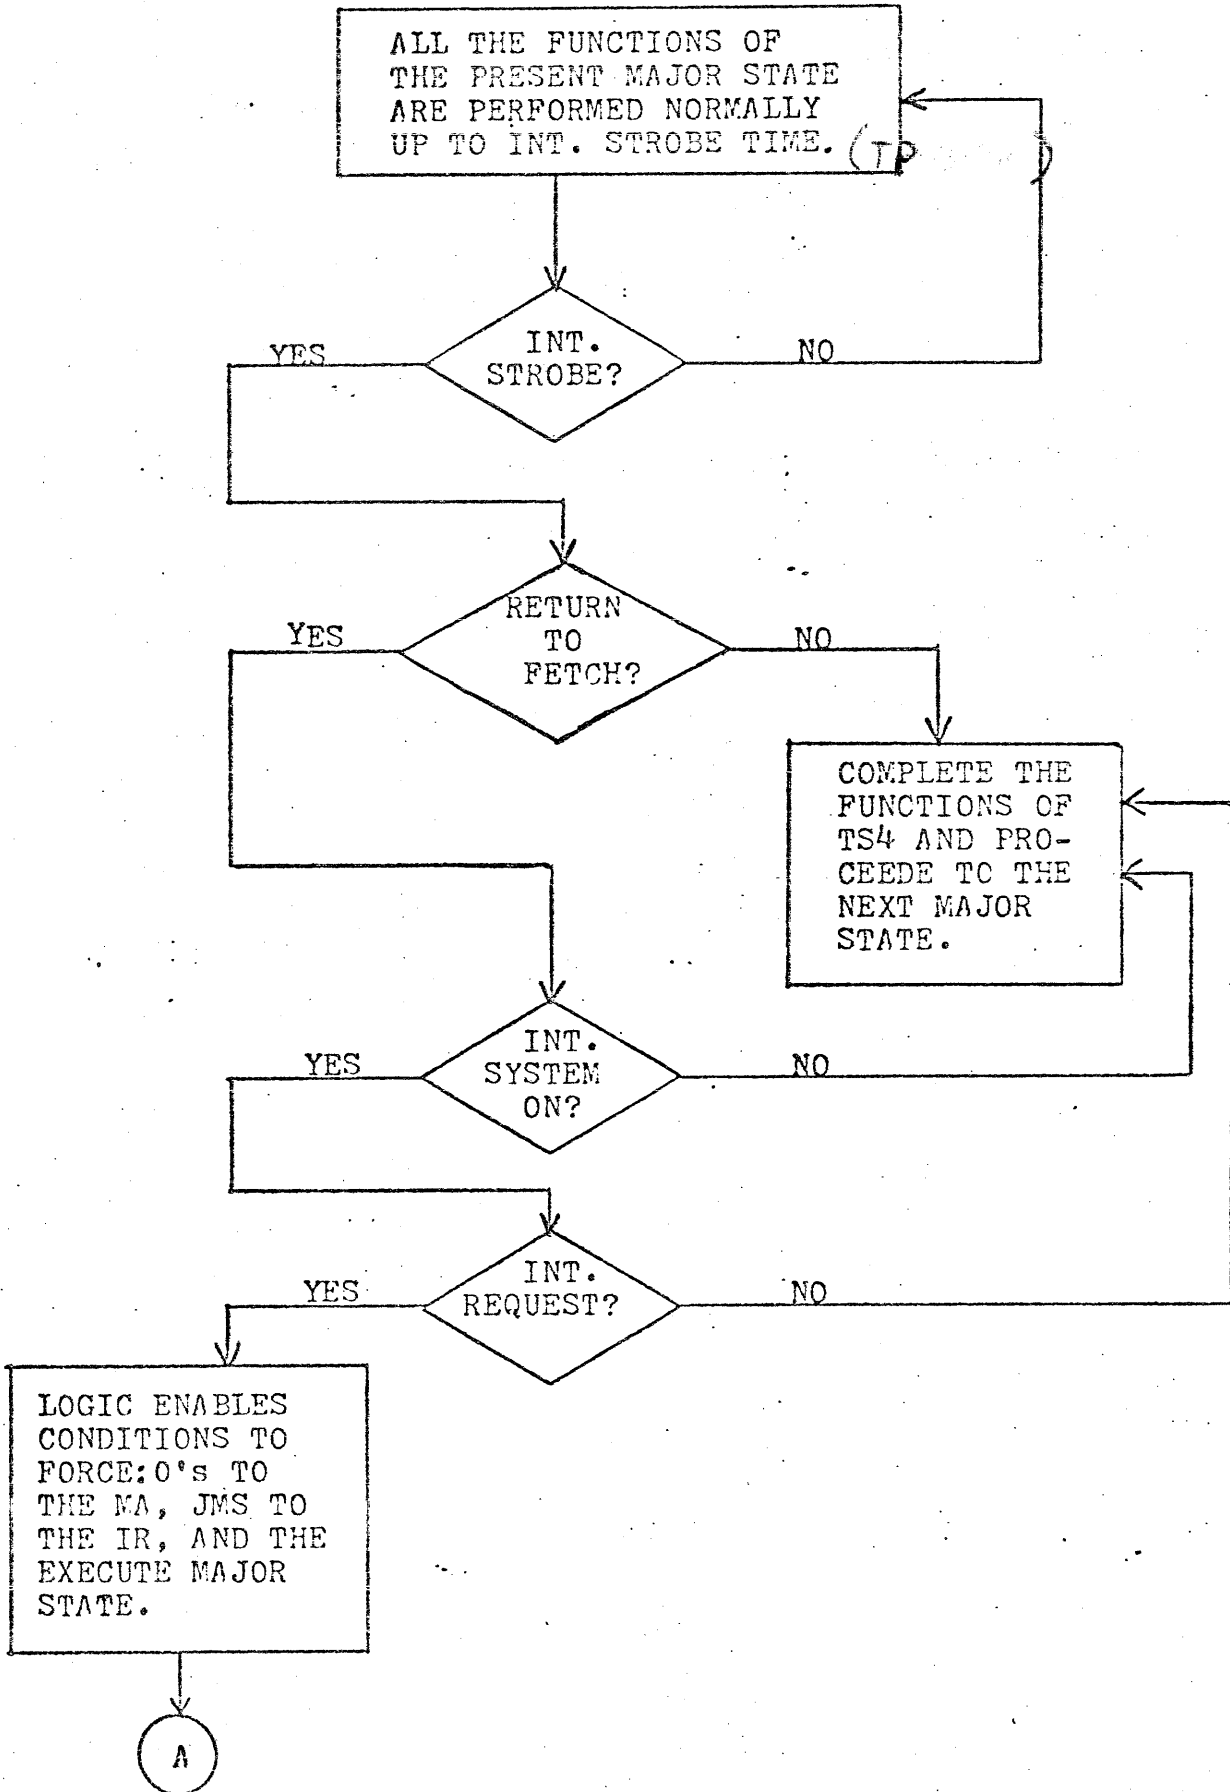 ALL THE FUNCTIONS OF
THE PRESENT MAJOR STATE
ARE PERFORMED NORMALLY
UP TO INT. STROBE TIME. (TP )
INT.
STROBE?
YES
NO
RETURN
TO
FETCH?
YES
NO
COMPLETE THE
FUNCTIONS OF
TS4 AND PRO-
CEEDE TO THE
NEXT MAJOR
STATE.
INT.
SYSTEM
ON?
YES
NO
INT.
REQUEST?
YES
NO
LOGIC ENABLES
CONDITIONS TO
FORCE:0's TO
THE MA, JMS TO
THE IR, AND THE
EXECUTE MAJOR
STATE.
A